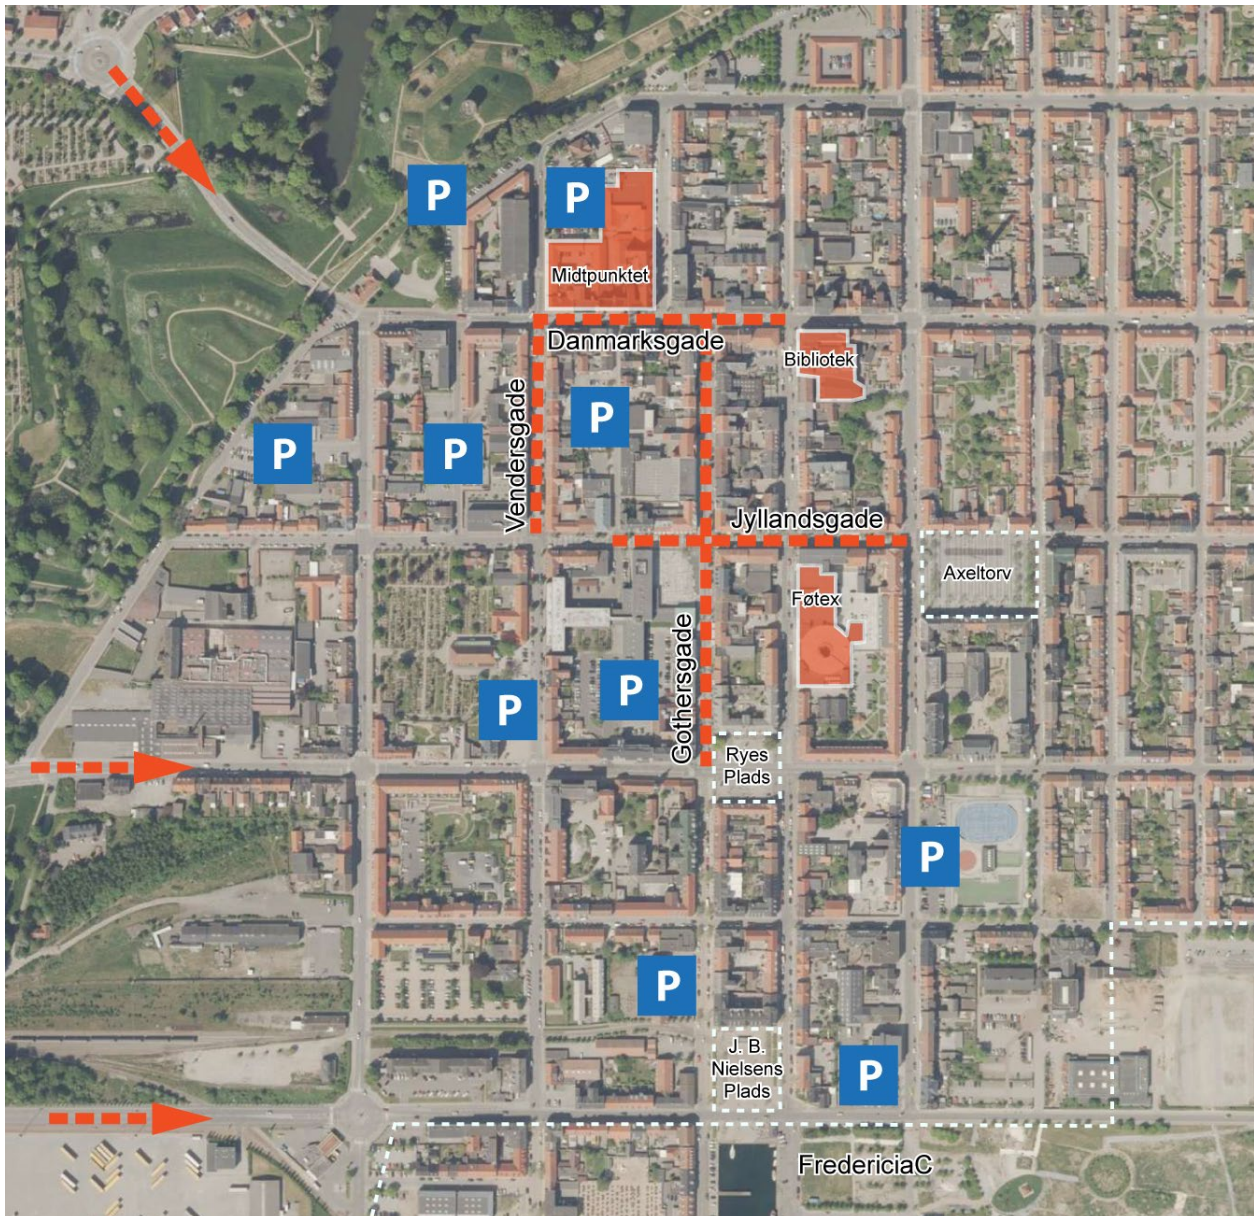 P
P
Midtpunktet
Danmarksgade
Bibliotek
Vendersgade
P
P
P
Jyllandsgade
Axeltorv
Føtex
Gothersgade
P
P
Ryes
Plads
P
P
J. B.
Nielsens
Plads
P
FredericiaC